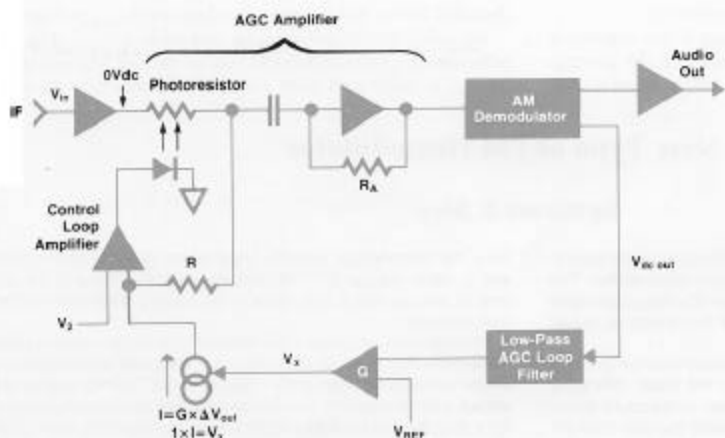 AGC Amplifier
0Vdc
Photoresistor
Audio
Out
IF
Vin
AM
Demodulator
RA
Control
Loop
Amplifier
R
Vdc out
V2
Low-Pass
AGC Loop
Filter
Vx
G
I=G×ΔVout
1×I=Vx
VREF